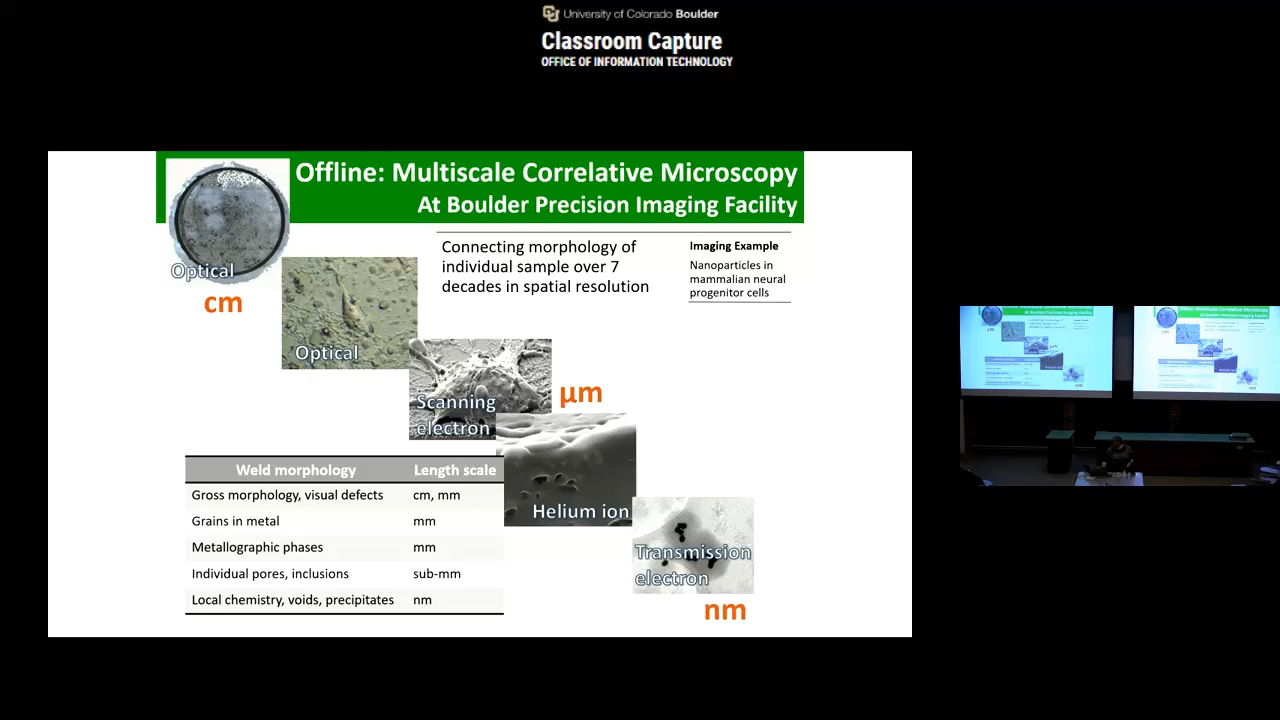 University of Colorado Boulder
Classroom Capture
OFFICE OF INFORMATION TECHNOLOGY
Offline: Multiscale Correlative Microscopy
At Boulder Precision Imaging Facility
Optical
cm
Connecting morphology of
individual sample over 7
decades in spatial resolution
Imaging Example
Nanoparticles in
mammalian neural
progenitor cells
Optical
Scanning
electron
µm
Helium ion
Transmission
electron
nm
Weld morphology Length scale
Gross morphology, visual defects cm, mm
Grains in metal mm
Metallographic phases mm
Individual pores, inclusions sub-mm
Local chemistry, voids, precipitates nm